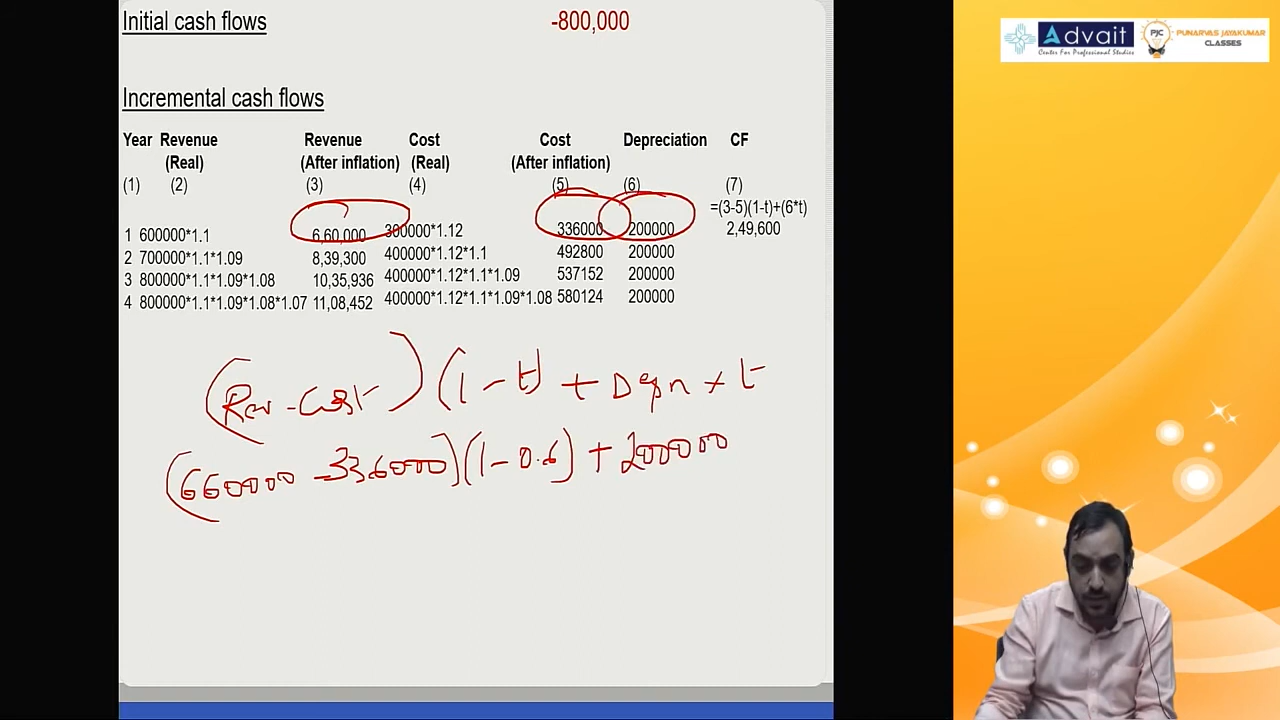 Initial cash flows -800,000
Advait
Center For Professional Studies
PJC
PUNARVAS JAYAKUMAR
CLASSES
Incremental cash flows
Year Revenue Revenue Cost Cost Depreciation CF
(Real) (After inflation) (Real) (After inflation)
(1) (2) (3) (4) (5) (6) (7)
=(3-5)(1-t)+(6*t)
1 600000*1.1 6,60,000 300000*1.12 336000 200000 2,49,600
2 700000*1.1*1.09 8,39,300 400000*1.12*1.1 492800 200000
3 800000*1.1*1.09*1.08 10,35,936 400000*1.12*1.1*1.09 537152 200000
4 800000*1.1*1.09*1.08*1.07 11,08,452 400000*1.12*1.1*1.09*1.08 580124 200000
(Rev - Cost) (1 - t) + Depn × t
(660000 - 336000) (1 - 0.6) + 200000